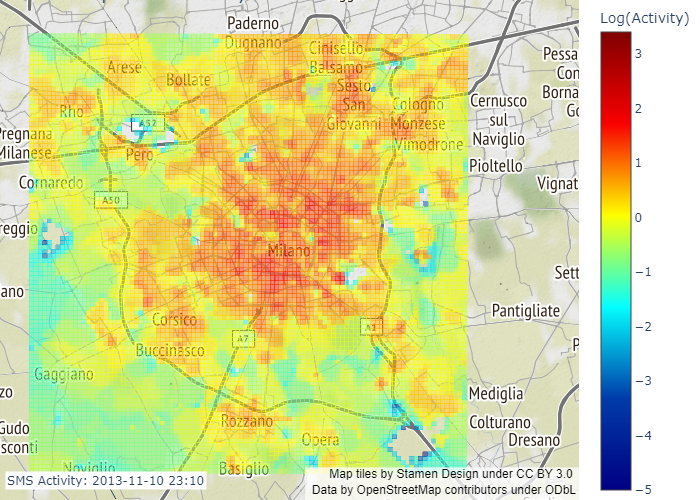 Paderno
Dugnano
Log(Activity)
Cinisello
Balsamo
Pessa
Con
Arese
Bollate
Sesto
San
Giovanni
Borna
Go
Rho
A52
Cologno
Monzese
Cernusco
sul
Naviglio
Pregnana
Milanese
Pero
Vimodrone
Pioltello
Cornaredo
Vignat
A50
reggio
Milano
Sett
ano
Corsico
A7
A1
Pantigliate
Buccinasco
P
Gaggiano
zo
Rozzano
Mediglia
Gudo
sconti
Opera
Colturano
Dresano
Noviglio
Basiglio
SMS Activity: 2013-11-10 23:10
Map tiles by Stamen Design under CC BY 3.0
Data by OpenStreetMap contributors under ODbL
3
2
1
0
−1
−2
−3
−4
−5